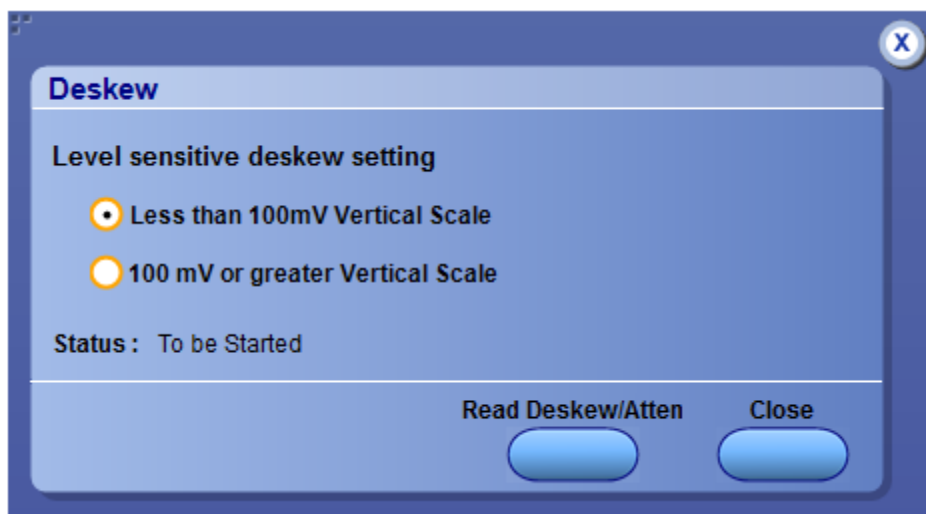 X
Deskew
Level sensitive deskew setting
Less than 100mV Vertical Scale
100 mV or greater Vertical Scale
Status : To be Started
Read Deskew/Atten Close